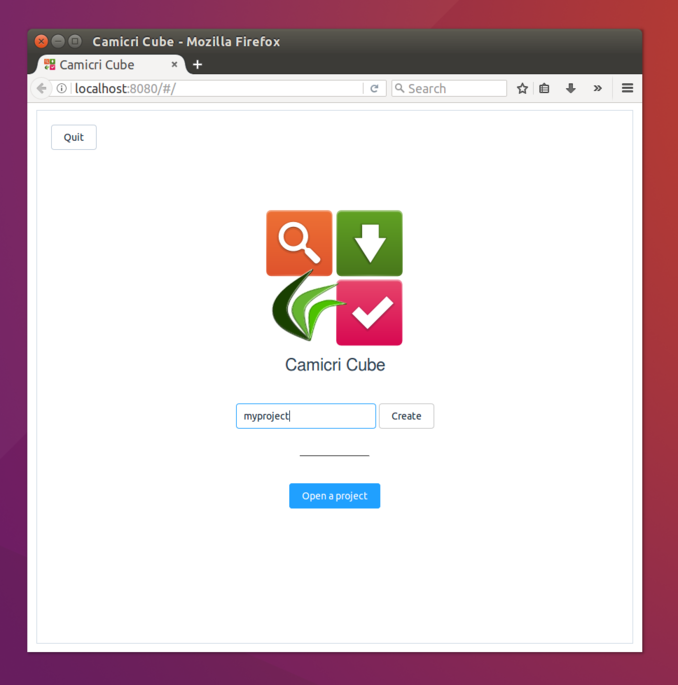 Camicri Cube - Mozilla Firefox
Camicri Cube
localhost:8080/#/
Search
Quit
Camicri Cube
myproject
Create
Open a project